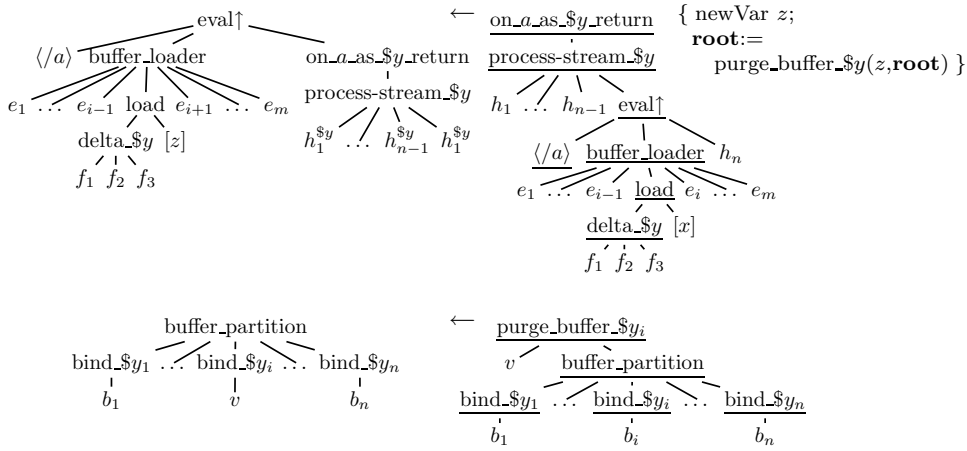 eval↑ ← on_a_as_$y_return { newVar z;
⟨/a⟩ buffer_loader on_a_as_$y_return process-stream_$y root:=
purge_buffer_$y(z,root) }
e1 … ei−1 load ei+1 … em process-stream_$y h1 … hn−1 eval↑
delta_$y [z] h1^$y … hn−1^$y h1^$y ⟨/a⟩ buffer_loader hn
f1 f2 f3 e1 … ei−1 load ei … em
delta_$y [x]
f1 f2 f3
buffer_partition ← purge_buffer_$yi
bind_$y1 … bind_$yi … bind_$yn v buffer_partition
b1 v bn bind_$y1 … bind_$yi … bind_$yn
b1 bi bn